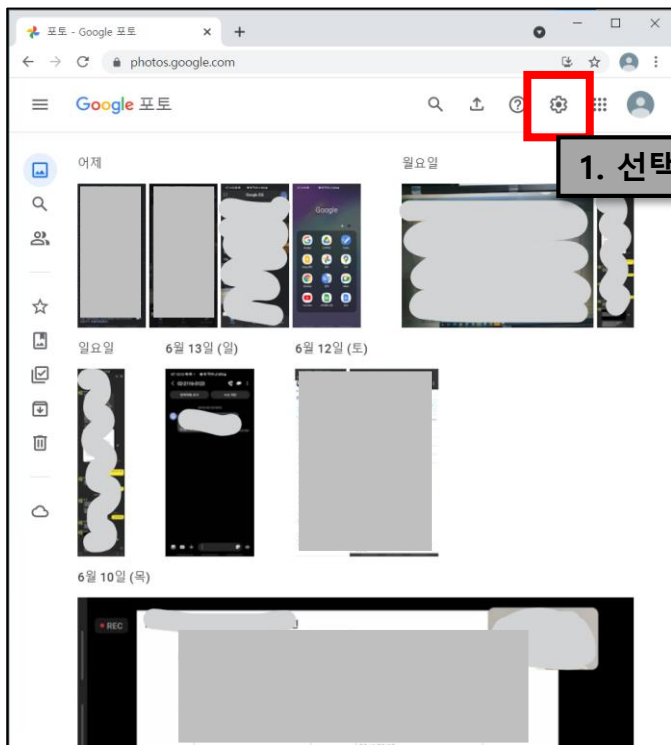 포토 - Google 포토
photos.google.com
Google 포토
1. 선택
어제
월요일
Google
일요일
6월 13일 (일)
6월 12일 (토)
6월 10일 (목)
REC